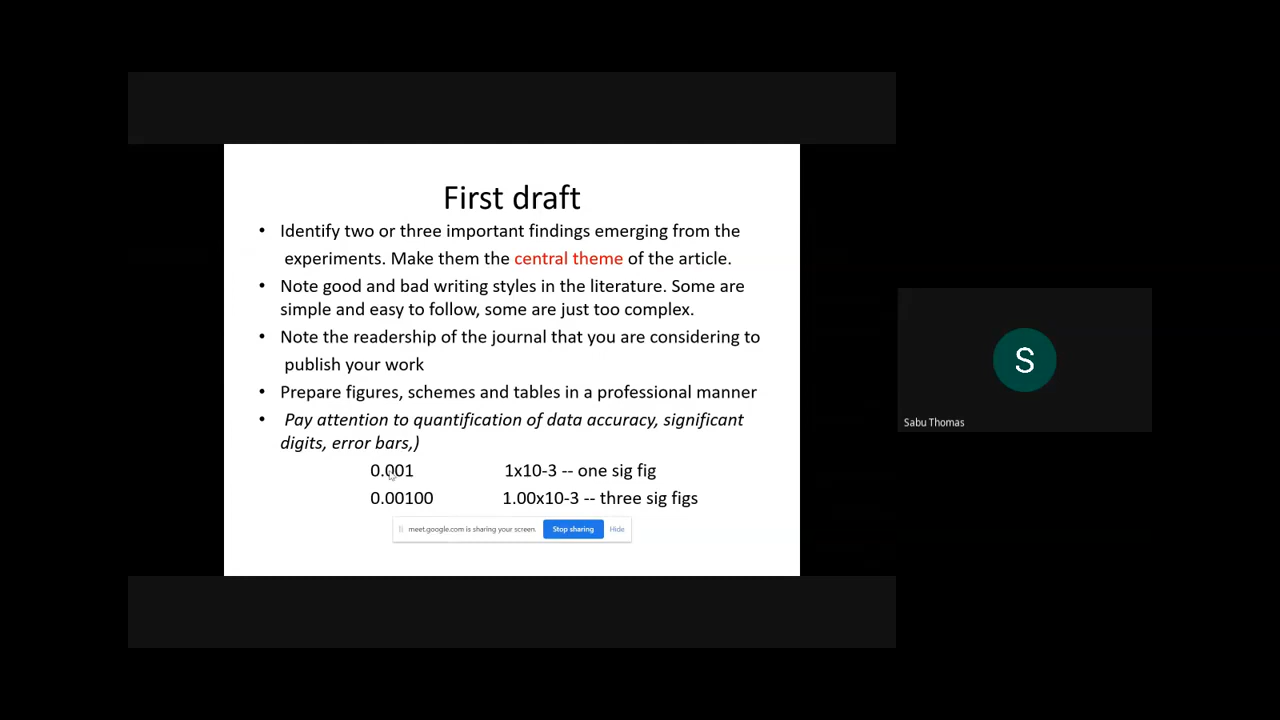 First draft
• Identify two or three important findings emerging from the
experiments. Make them the central theme of the article.
• Note good and bad writing styles in the literature. Some are
simple and easy to follow, some are just too complex.
• Note the readership of the journal that you are considering to
publish your work
• Prepare figures, schemes and tables in a professional manner
• Pay attention to quantification of data accuracy, significant
digits, error bars,)
0.001 1x10-3 -- one sig fig
0.00100 1.00x10-3 -- three sig figs
meet.google.com is sharing your screen. Stop sharing Hide
S
Sabu Thomas